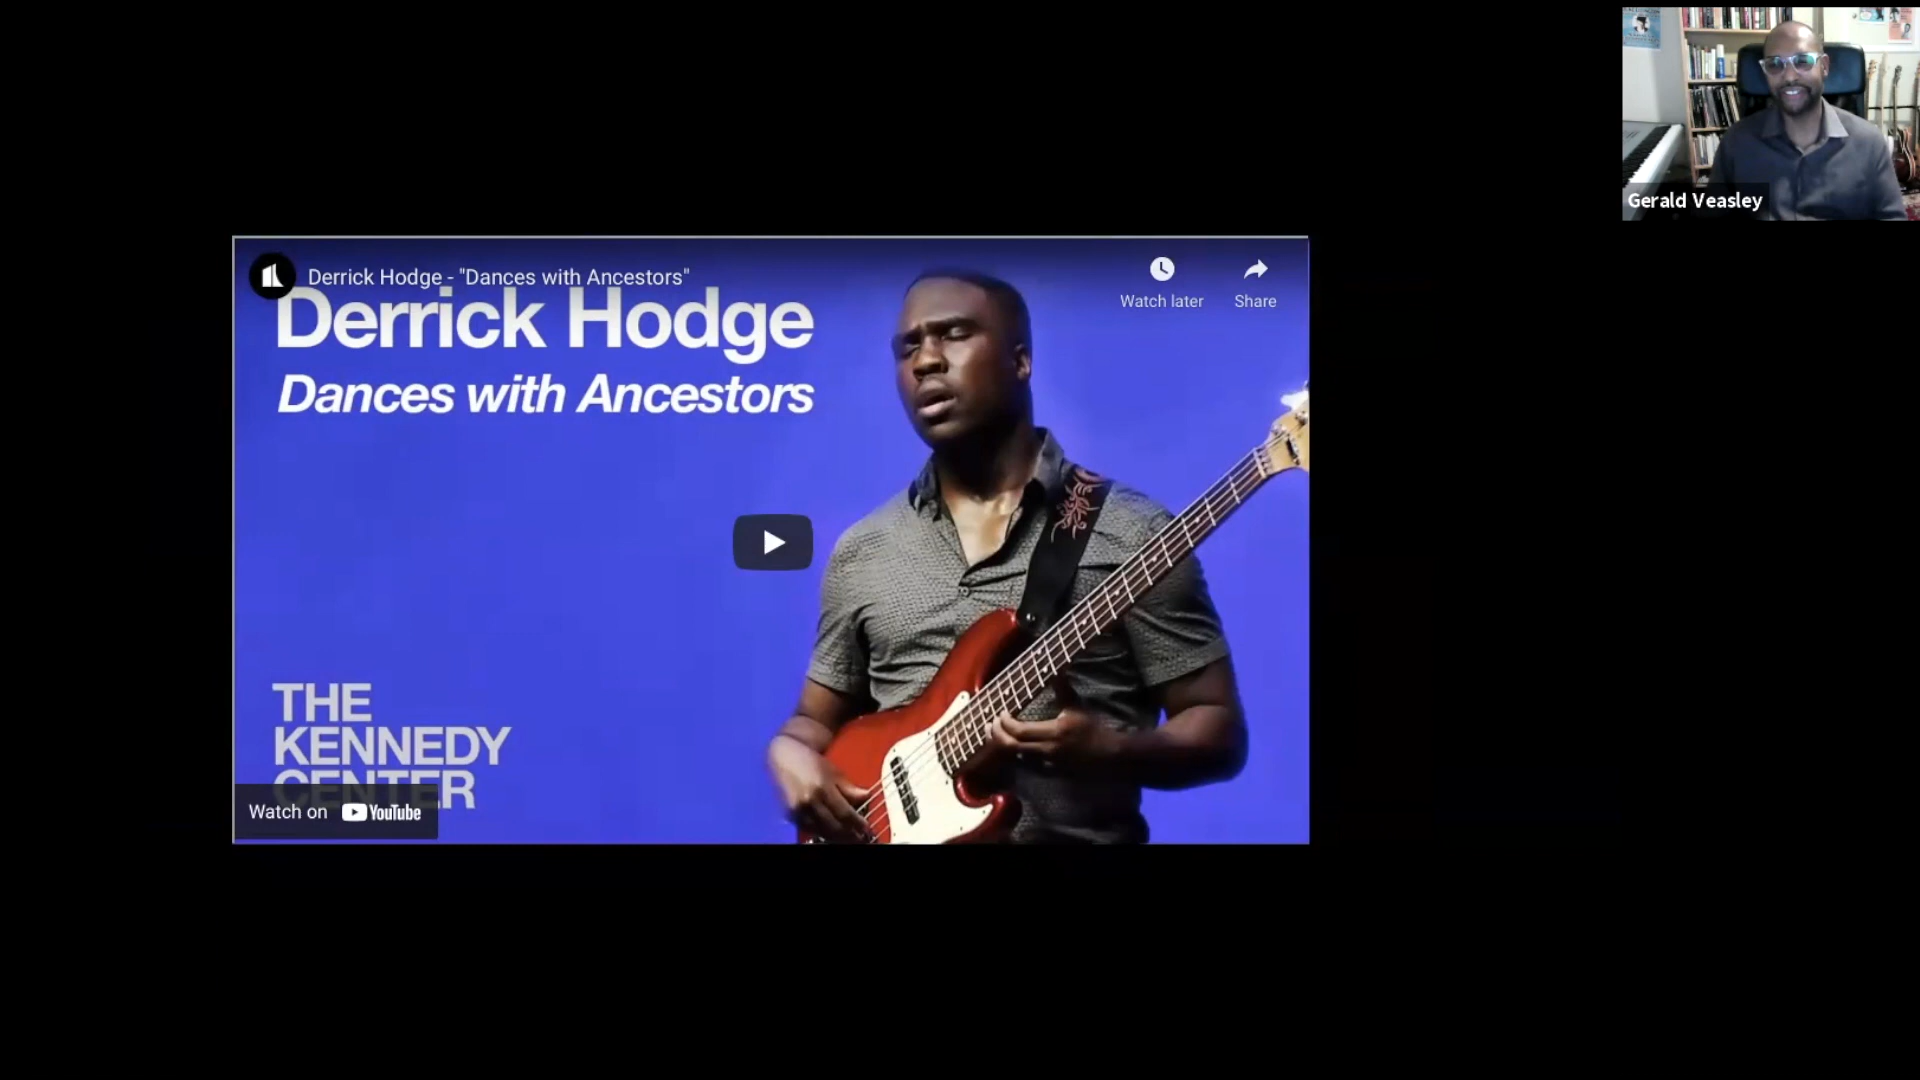 Gerald Veasley
Derrick Hodge - "Dances with Ancestors"
Watch later
Share
Derrick Hodge
Dances with Ancestors
THE
KENNEDY
CENTER
Watch on YouTube